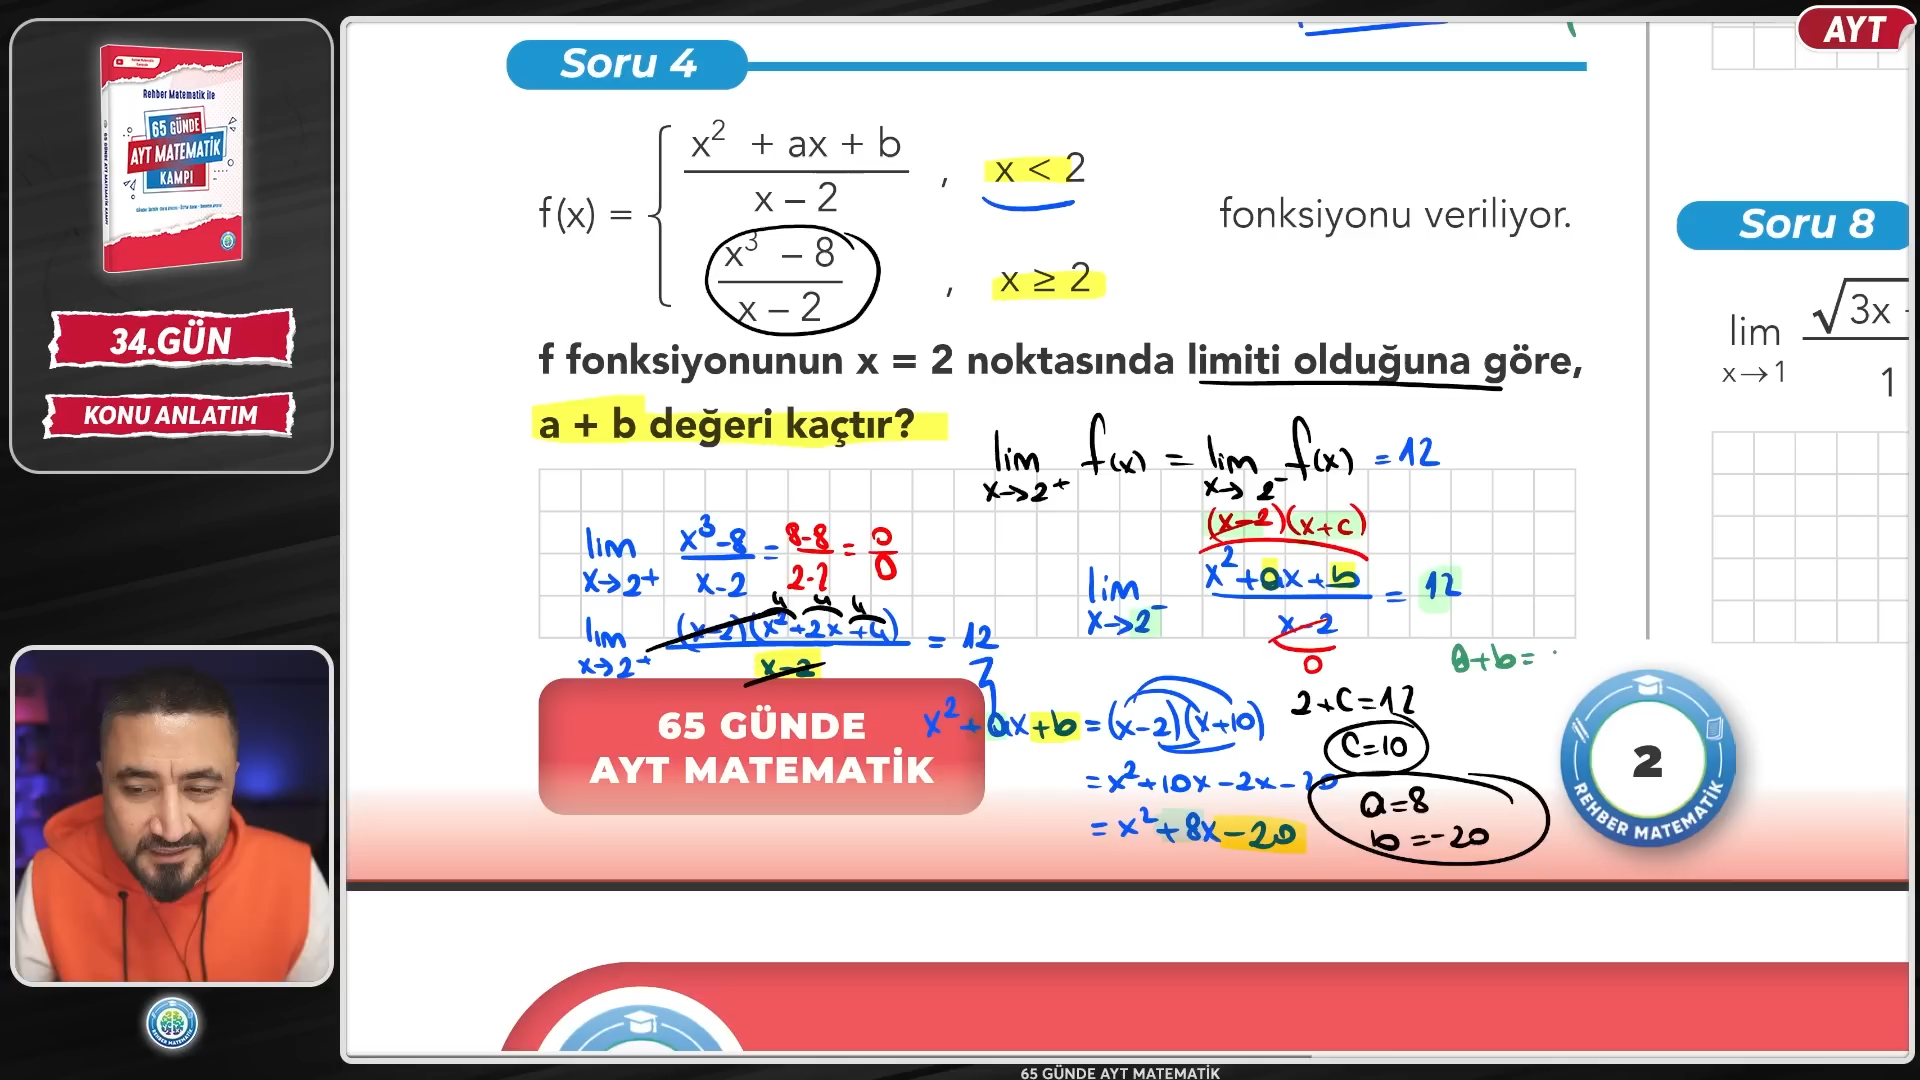 AYT
Rehber Matematik ile
65 GÜNDE
AYT MATEMATİK
KAMPI
34.GÜN
KONU ANLATIM
Soru 4
f(x) = { x² + ax + b / x – 2 , x < 2
x³ – 8 / x – 2 , x ≥ 2
fonksiyonu veriliyor.
f fonksiyonunun x = 2 noktasında limiti olduğuna göre,
a + b değeri kaçtır?
lim x→2⁺ f(x) = lim x→2⁻ f(x) = 12
lim x→2⁺ x³-8 / x-2 = 8-8 / 2-2 = 0/0
lim x→2⁺ (x-2)(x²+2x+4) / x-2 = 12
4 4 4
(x-2)(x+c)
lim x→2⁻ x²+ax+b / x-2 = 12
0
a+b=
2+c=12
c=10
x²+ax+b = (x-2)(x+10)
= x²+10x-2x-20
= x²+8x-20
a=8
b=-20
65 GÜNDE
AYT MATEMATİK
2
REHBER MATEMATİK
Soru 8
lim x→1 √3x
1
REHBER MATEMATİK
65 GÜNDE AYT MATEMATİK